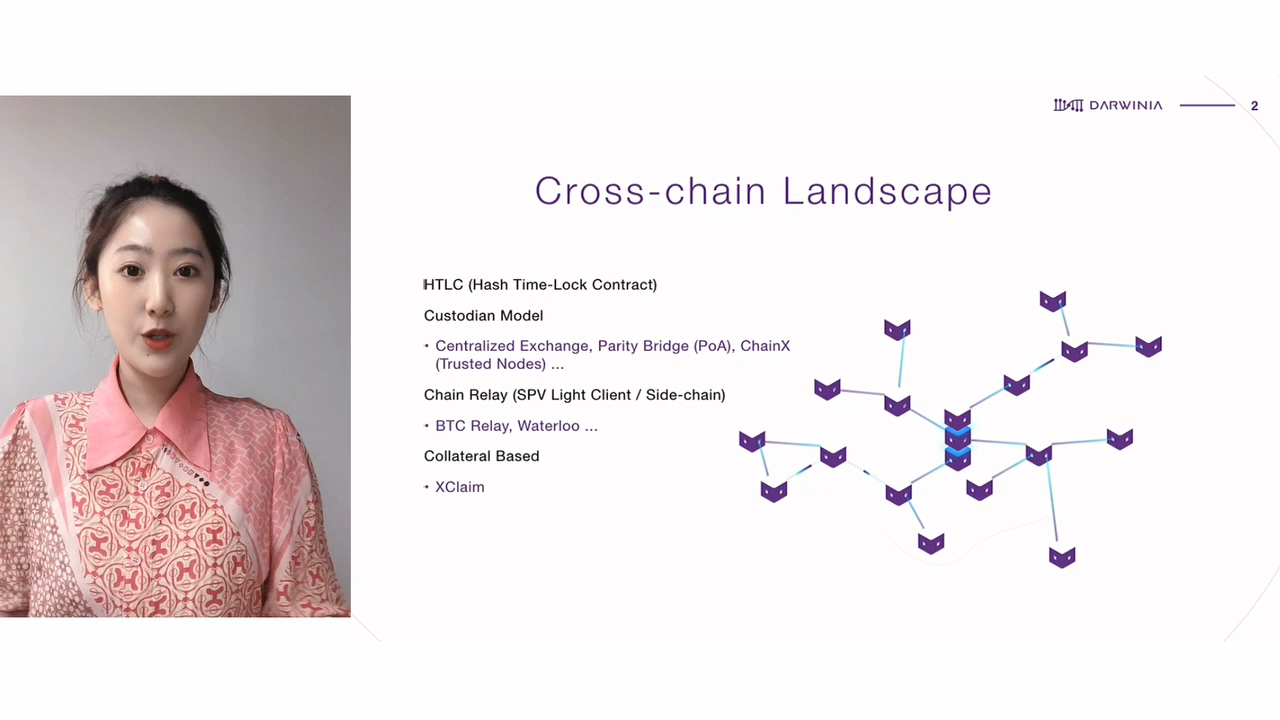 DARWINIA 2
Cross-chain Landscape
HTLC (Hash Time-Lock Contract)
Custodian Model
• Centralized Exchange, Parity Bridge (PoA), ChainX
(Trusted Nodes) ...
Chain Relay (SPV Light Client / Side-chain)
• BTC Relay, Waterloo ...
Collateral Based
• XClaim